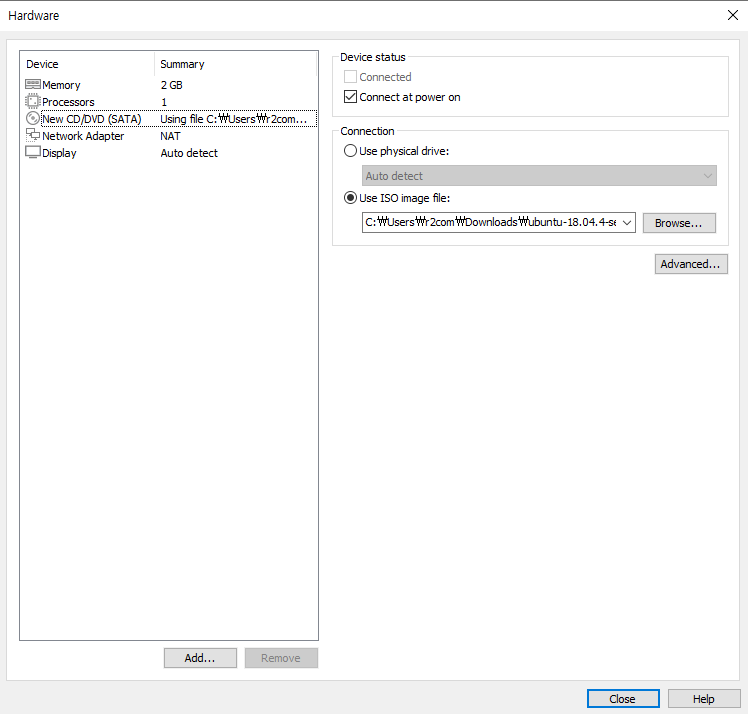 Hardware
Device Summary
Memory 2 GB
Processors 1
New CD/DVD (SATA) Using file C:₩Users₩r2com...
Network Adapter NAT
Display Auto detect
Add... Remove
Device status
Connected
Connect at power on
Connection
Use physical drive:
Auto detect
Use ISO image file:
C:₩Users₩r2com₩Downloads₩ubuntu-18.04.4-se Browse...
Advanced...
Close Help